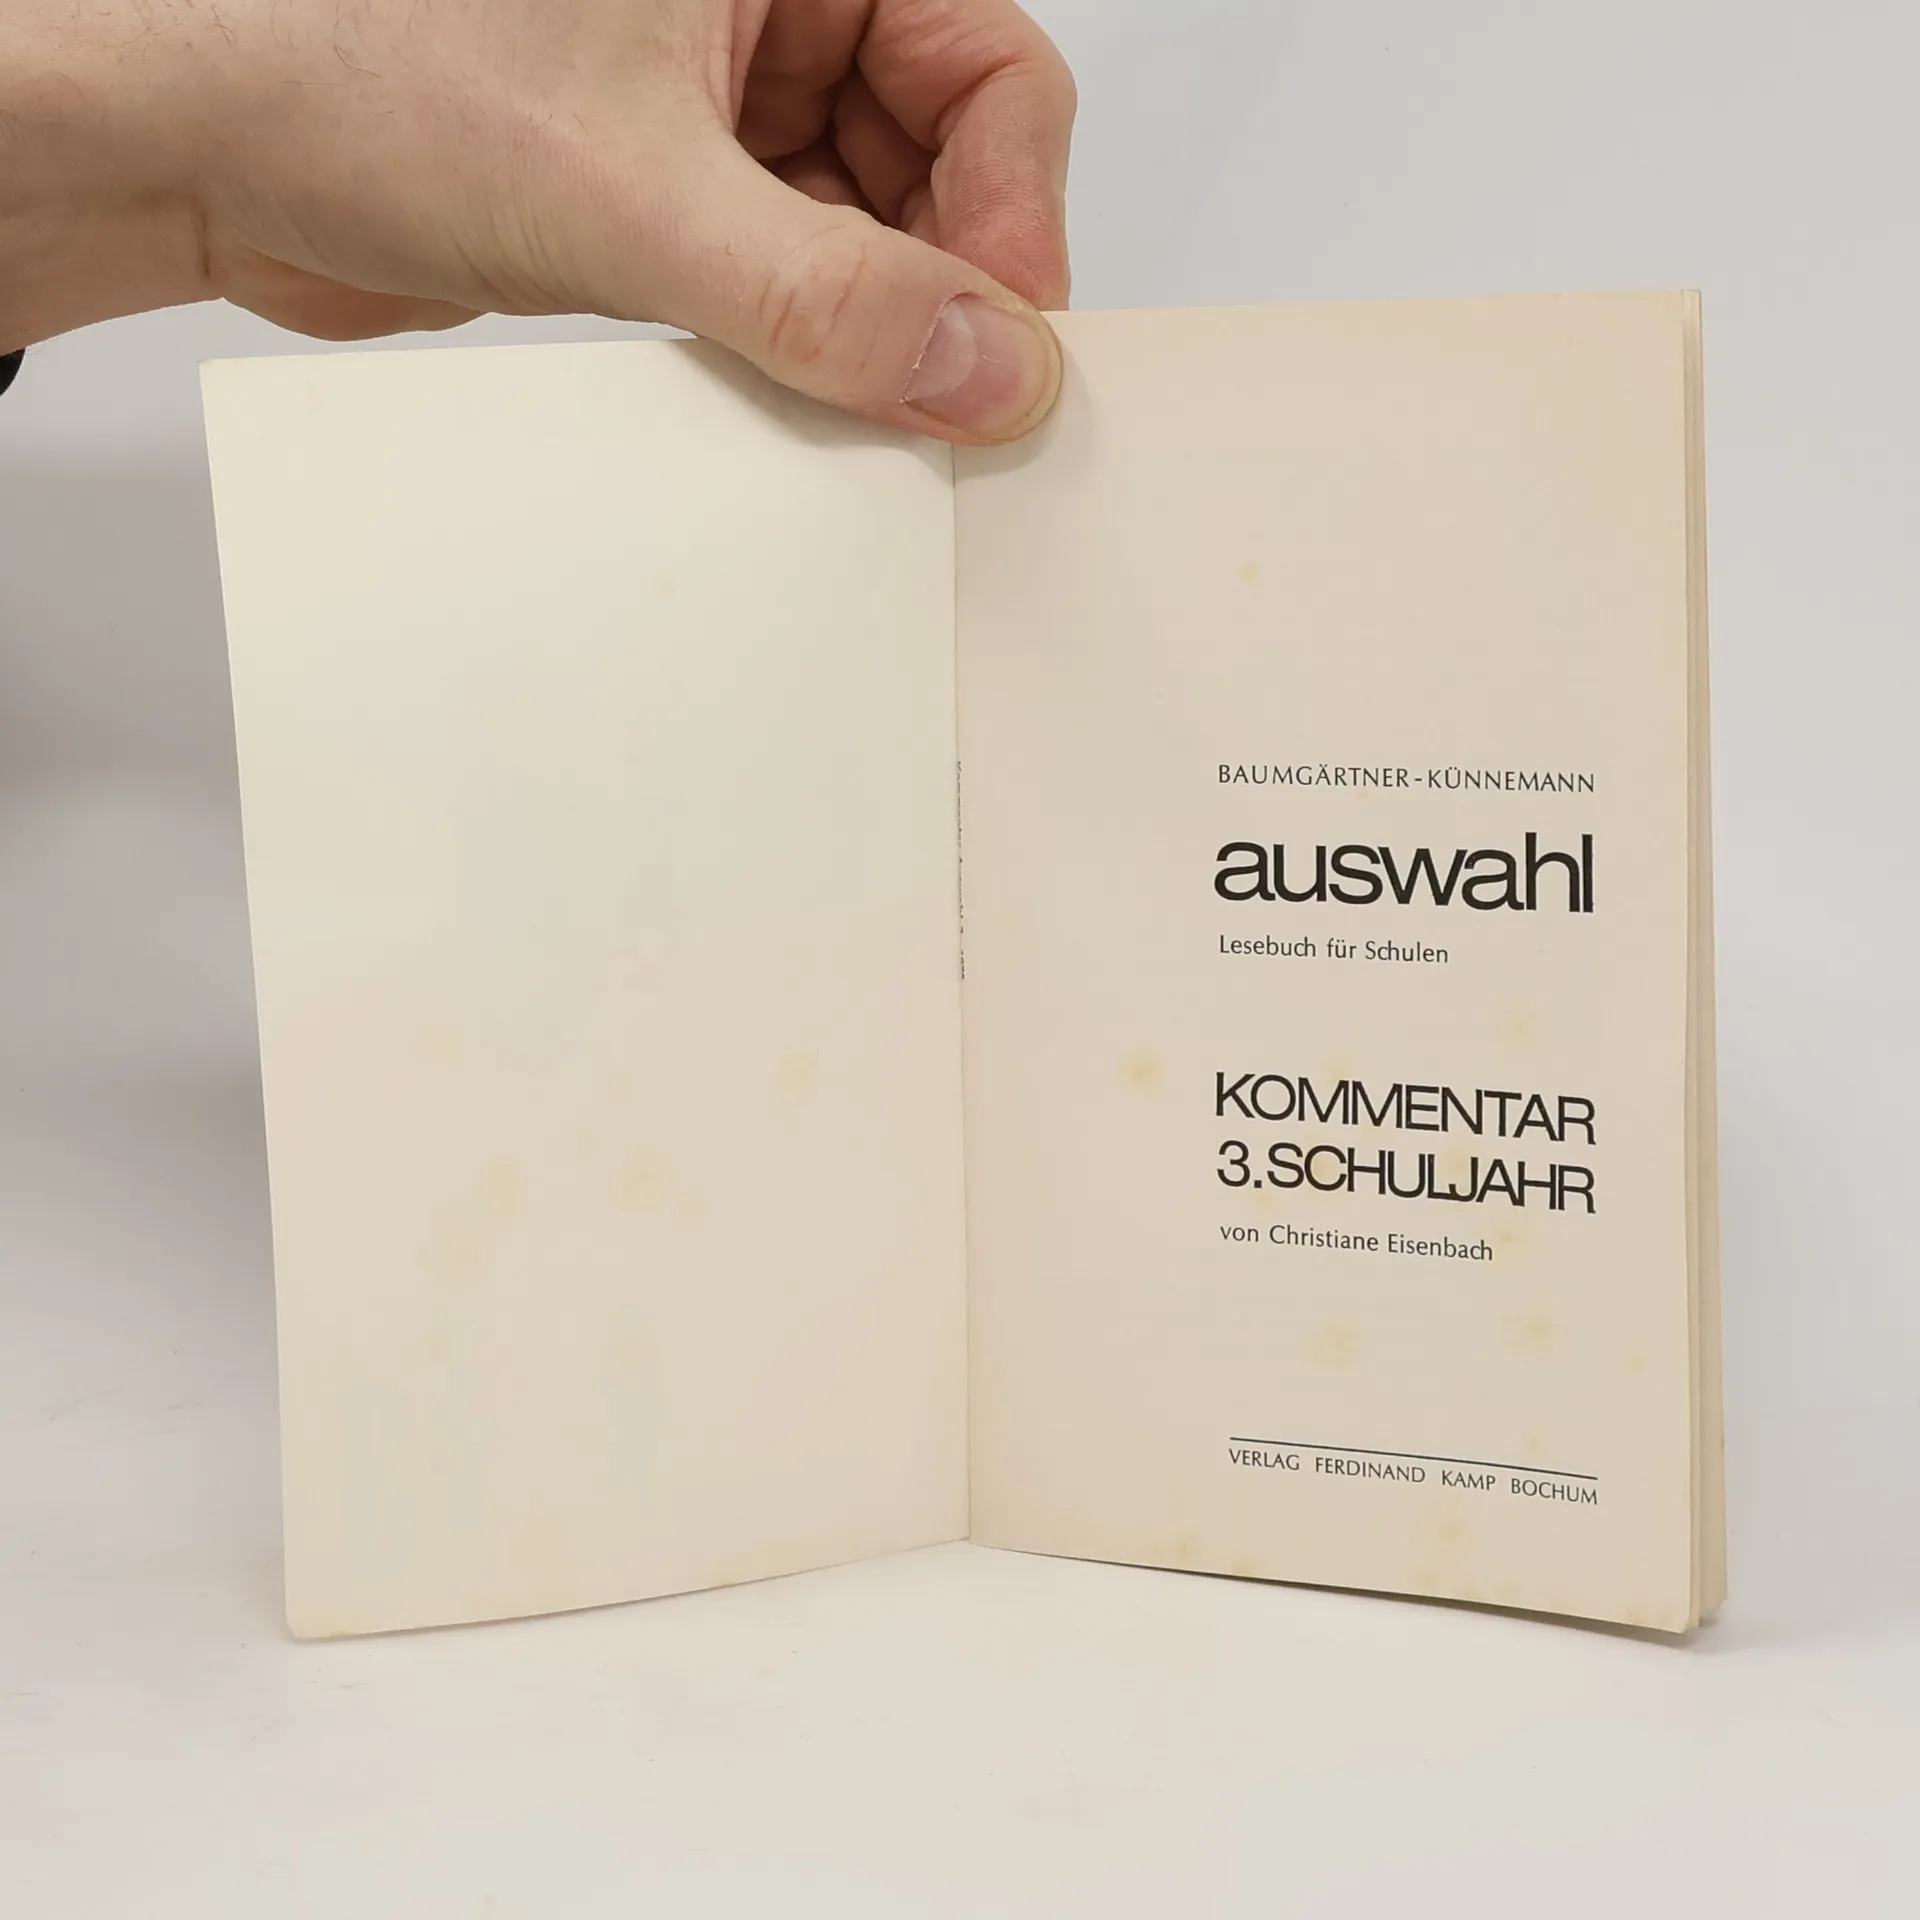 BAUMGÄRTNER-KÜNNEMANN
auswahl
Lesebuch für Schulen
KOMMENTAR
3. SCHULJAHR
von Christiane Eisenbach
VERLAG FERDINAND KAMP BOCHUM